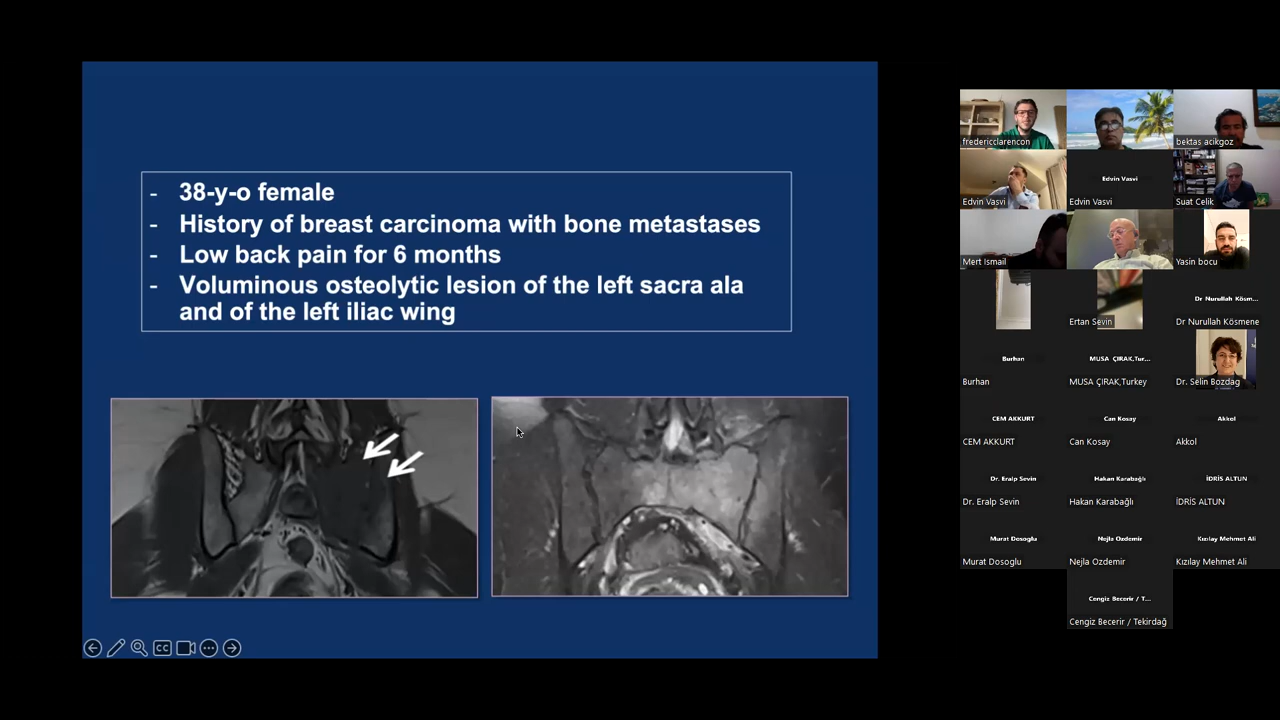 - 38-y-o female
- History of breast carcinoma with bone metastases
- Low back pain for 6 months
- Voluminous osteolytic lesion of the left sacra ala
and of the left iliac wing
CC
fredericclarencon
bektas acikgoz
Edvin Vasvi
Edvin Vasvi
Edvin Vasvi
Suat Celik
Mert Ismail
Yasin bocu
Ertan Sevin
Dr Nurullah Kösm...
Dr Nurullah Kösmene
Burhan
Burhan
MUSA ÇIRAK,Tur...
MUSA ÇIRAK,Turkey
Dr. Selin Bozdag
CEM AKKURT
CEM AKKURT
Can Kosay
Can Kosay
Akkol
Akkol
Dr. Eralp Sevin
Dr. Eralp Sevin
Hakan Karabağlı
Hakan Karabağlı
İDRİS ALTUN
İDRİS ALTUN
Murat Dosoglu
Murat Dosoglu
Nejla Ozdemir
Nejla Ozdemir
Kızılay Mehmet Ali
Kızılay Mehmet Ali
Cengiz Becerir / T...
Cengiz Becerir / Tekirdağ